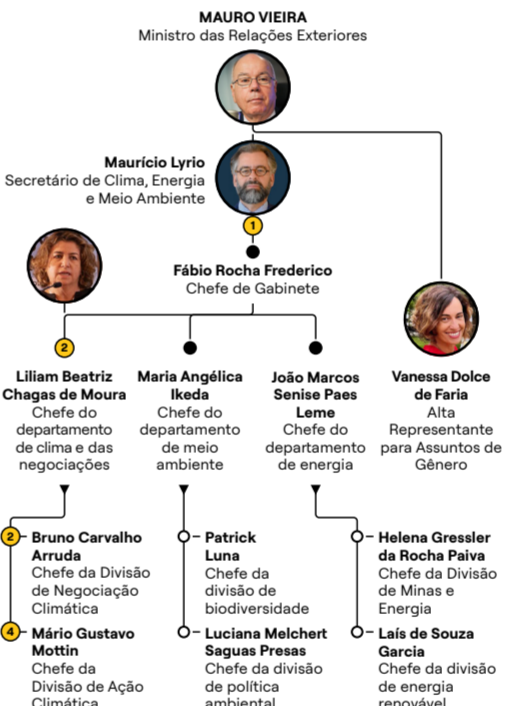 MAURO VIEIRA
Ministro das Relações Exteriores
Maurício Lyrio
Secretário de Clima, Energia
e Meio Ambiente
1
Fábio Rocha Frederico
Chefe de Gabinete
2
Liliam Beatriz
Chagas de Moura
Chefe do
departamento
de clima e das
negociações
Maria Angélica
Ikeda
Chefe do
departamento
de meio
ambiente
João Marcos
Senise Paes
Leme
Chefe do
departamento
de energia
Vanessa Dolce
de Faria
Alta
Representante
para Assuntos de
Gênero
2
Bruno Carvalho
Arruda
Chefe da Divisão
de Negociação
Climática
Patrick
Luna
Chefe da
divisão de
biodiversidade
Helena Gressler
da Rocha Paiva
Chefe da Divisão
de Minas e
Energia
4
Mário Gustavo
Mottin
Chefe da
Divisão de Ação
Climática
Luciana Melchert
Saguas Presas
Chefe da divisão
de política
ambiental
Laís de Souza
Garcia
Chefe da divisão
de energia
renovável